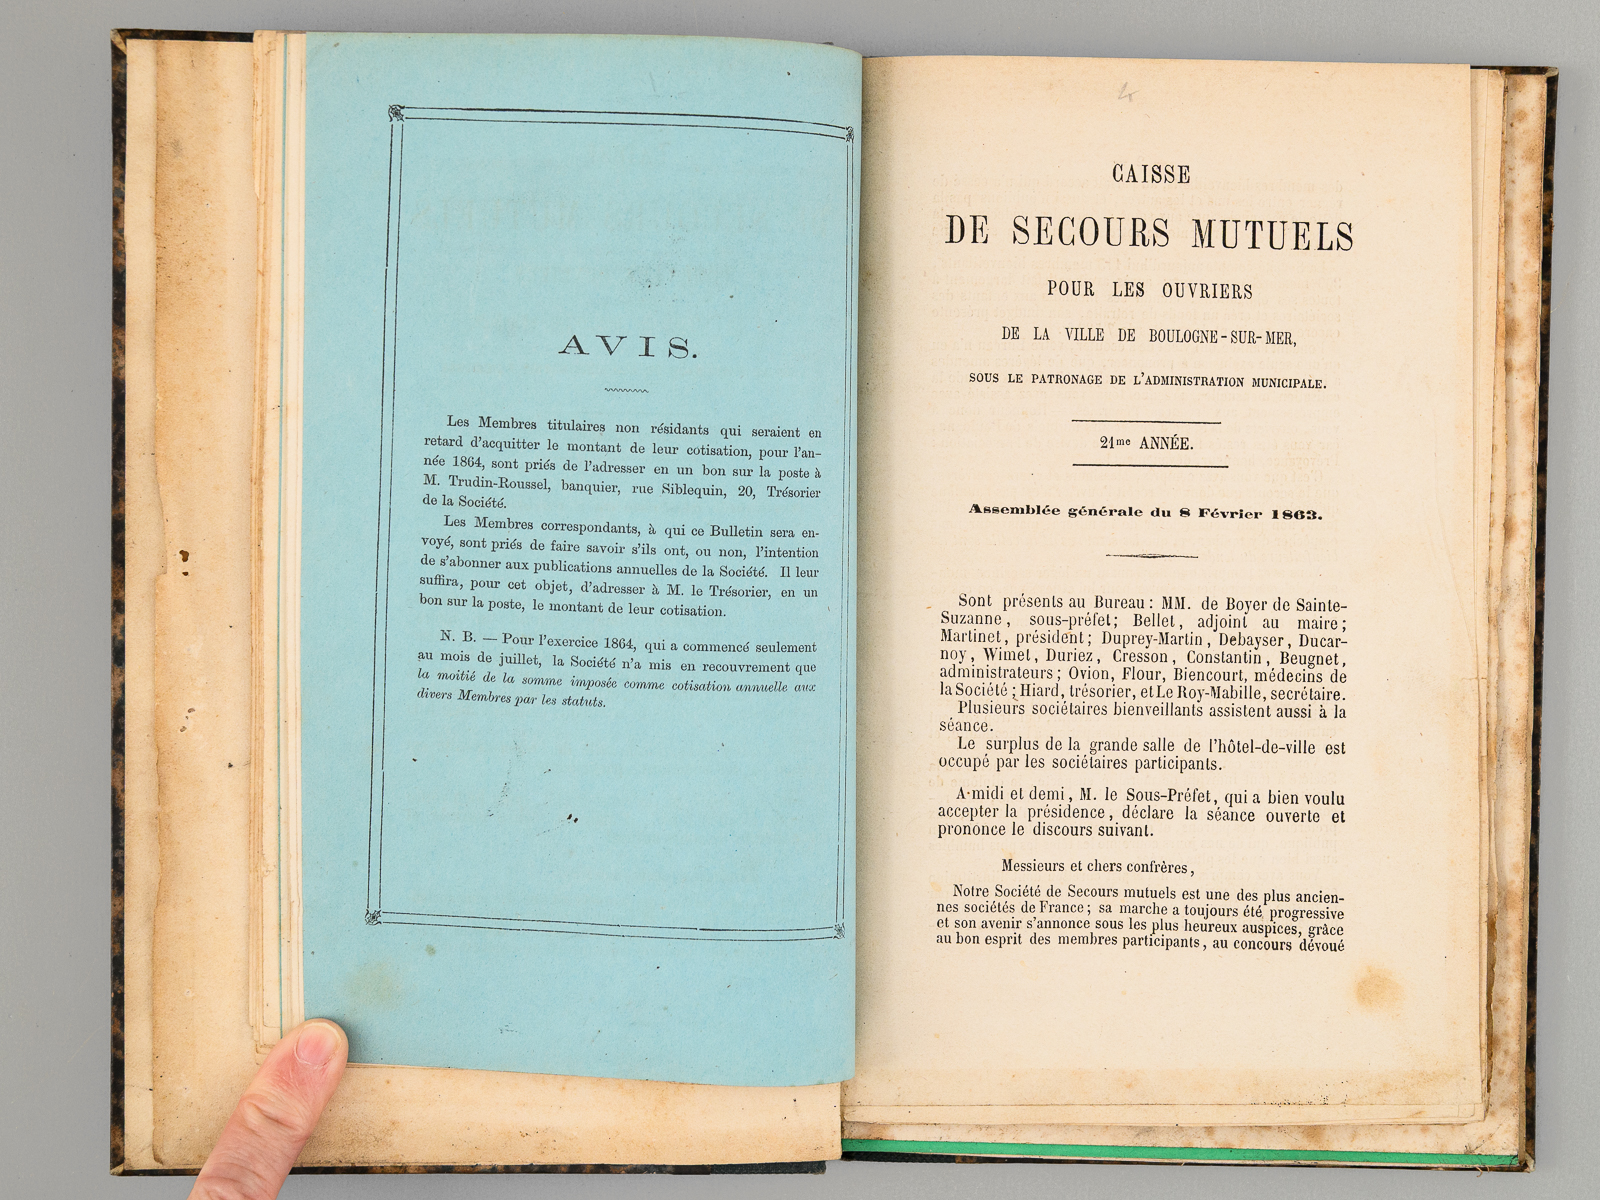 AVIS.
Les Membres titulaires non résidants qui seraient en
retard d'acquitter le montant de leur cotisation, pour l'an-
née 1864, sont priés de l'adresser en un bon sur la poste à
M. Trudin-Roussel, banquier, rue Siblequin, 20, Trésorier
de la Société.
Les Membres correspondants, à qui ce Bulletin sera en-
voyé, sont priés de faire savoir s'ils ont, ou non, l'intention
de s'abonner aux publications annuelles de la Société. Il leur
suffira, pour cet objet, d'adresser à M. le Trésorier, en un
bon sur la poste, le montant de leur cotisation.
N. B. — Pour l'exercice 1864, qui a commencé seulement
au mois de juillet, la Société n'a mis en recouvrement que
la moitié de la somme imposée comme cotisation annuelle aux
divers Membres par les statuts.
CAISSE
DE SECOURS MUTUELS
POUR LES OUVRIERS
DE LA VILLE DE BOULOGNE-SUR-MER,
SOUS LE PATRONAGE DE L'ADMINISTRATION MUNICIPALE.
21me ANNÉE.
Assemblée générale du 8 Février 1863.
Sont présents au Bureau : MM. de Boyer de Sainte-
Suzanne, sous-préfet; Bellet, adjoint au maire;
Martinet, président; Duprey-Martin, Debayser, Ducar-
noy, Wimet, Duriez, Cresson, Constantin, Beugnet,
administrateurs; Ovion, Flour, Biencourt, médecins de
la Société; Hiard, trésorier, et Le Roy-Mabille, secrétaire.
Plusieurs sociétaires bienveillants assistent aussi à la
séance.
Le surplus de la grande salle de l'hôtel-de-ville est
occupé par les sociétaires participants.
A midi et demi, M. le Sous-Préfet, qui a bien voulu
accepter la présidence, déclare la séance ouverte et
prononce le discours suivant.
Messieurs et chers confrères,
Notre Société de Secours mutuels est une des plus ancien-
nes sociétés de France; sa marche a toujours été progressive
et son avenir s'annonce sous les plus heureux auspices, grâce
au bon esprit des membres participants, au concours dévoué